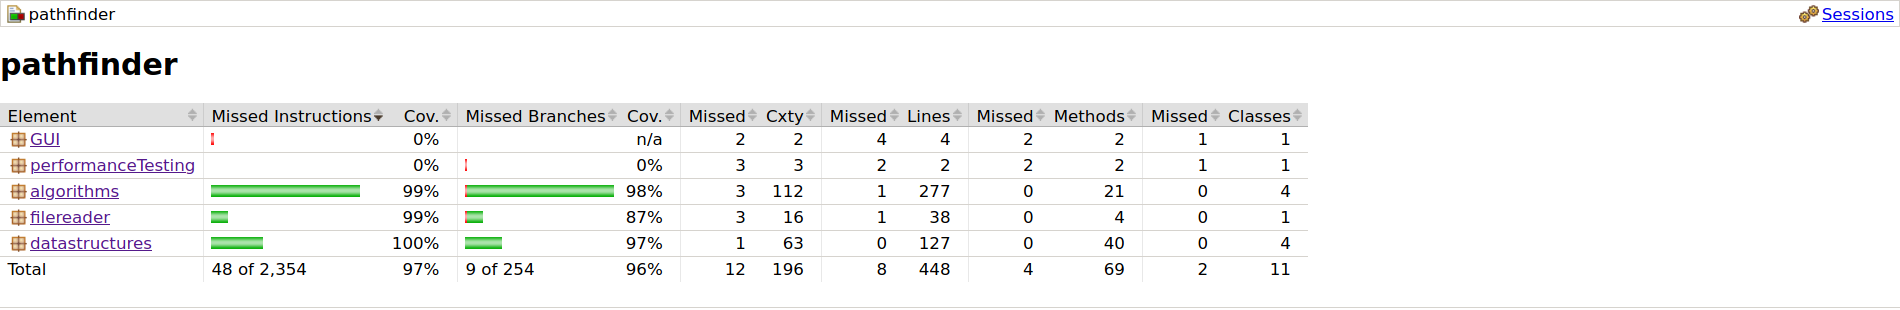 pathfinder Sessions
pathfinder
Element Missed Instructions Cov. Missed Branches Cov. Missed Cxty Missed Lines Missed Methods Missed Classes
GUI 0% n/a 2 2 4 4 2 2 1 1
performanceTesting 0% 0% 3 3 2 2 2 2 1 1
algorithms 99% 98% 3 112 1 277 0 21 0 4
filereader 99% 87% 3 16 1 38 0 4 0 1
datastructures 100% 97% 1 63 0 127 0 40 0 4
Total 48 of 2,354 97% 9 of 254 96% 12 196 8 448 4 69 2 11